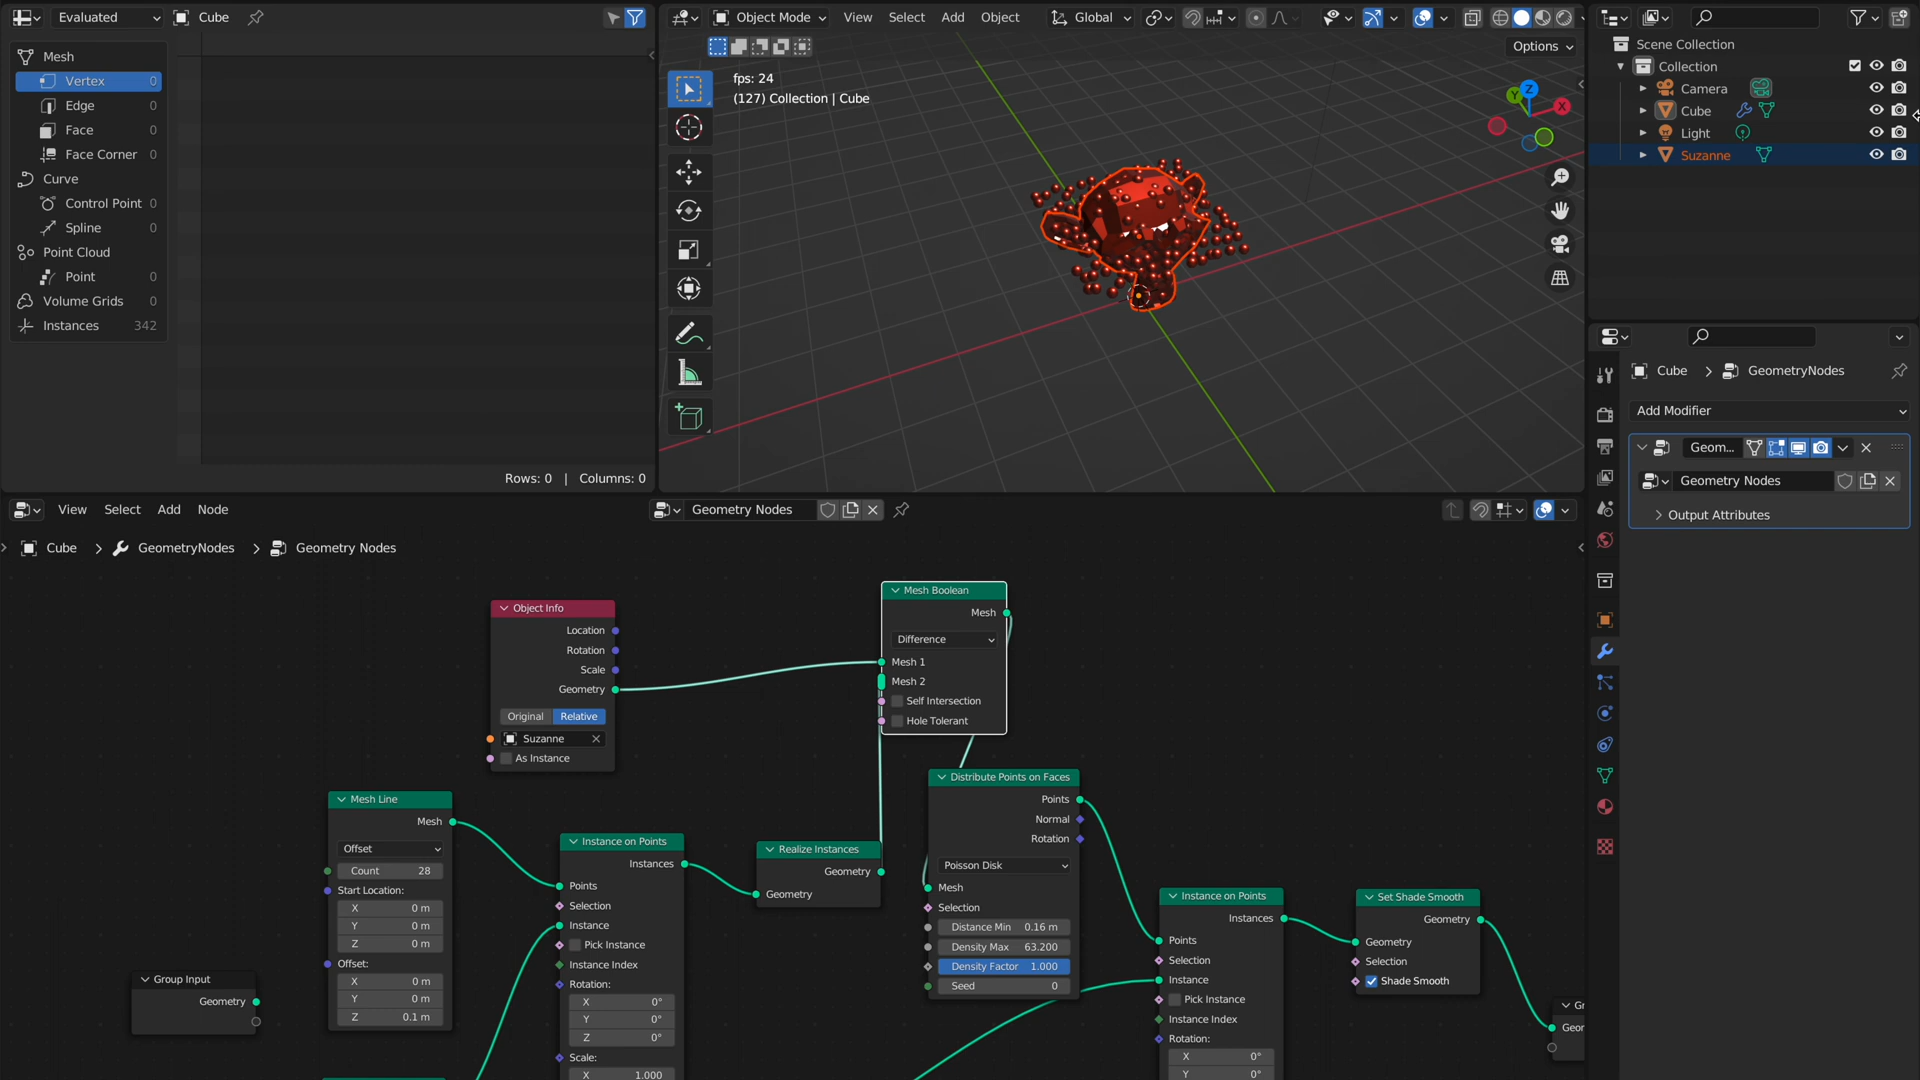 Evaluated
Cube
Mesh
Vertex 0
Edge 0
Face 0
Face Corner 0
Curve
Control Point 0
Spline 0
Point Cloud
Point 0
Volume Grids 0
Instances 342
Rows: 0 | Columns: 0
Object Mode View Select Add Object Global
Options
fps: 24
(127) Collection | Cube
Z
Y
X
Scene Collection
Collection
Camera
Cube
Light
Suzanne
Cube GeometryNodes
Add Modifier
Geom...
Geometry Nodes
Output Attributes
View Select Add Node
Geometry Nodes
Cube GeometryNodes Geometry Nodes
Object Info
Location
Rotation
Scale
Geometry
Original Relative
Suzanne
As Instance
Mesh Boolean
Mesh
Difference
Mesh 1
Mesh 2
Self Intersection
Hole Tolerant
Mesh Line
Mesh
Offset
Count 28
Start Location:
X 0 m
Y 0 m
Z 0 m
Offset:
X 0 m
Y 0 m
Z 0.1 m
Group Input
Geometry
Instance on Points
Instances
Points
Selection
Instance
Pick Instance
Instance Index
Rotation:
X 0°
Y 0°
Z 0°
Scale:
X 1.000
Realize Instances
Geometry
Geometry
Distribute Points on Faces
Points
Normal
Rotation
Poisson Disk
Mesh
Selection
Distance Min 0.16 m
Density Max 63.200
Density Factor 1.000
Seed 0
Instance on Points
Instances
Points
Selection
Instance
Pick Instance
Instance Index
Rotation:
X 0°
Y 0°
Set Shade Smooth
Geometry
Geometry
Selection
Shade Smooth
Gr
Geor